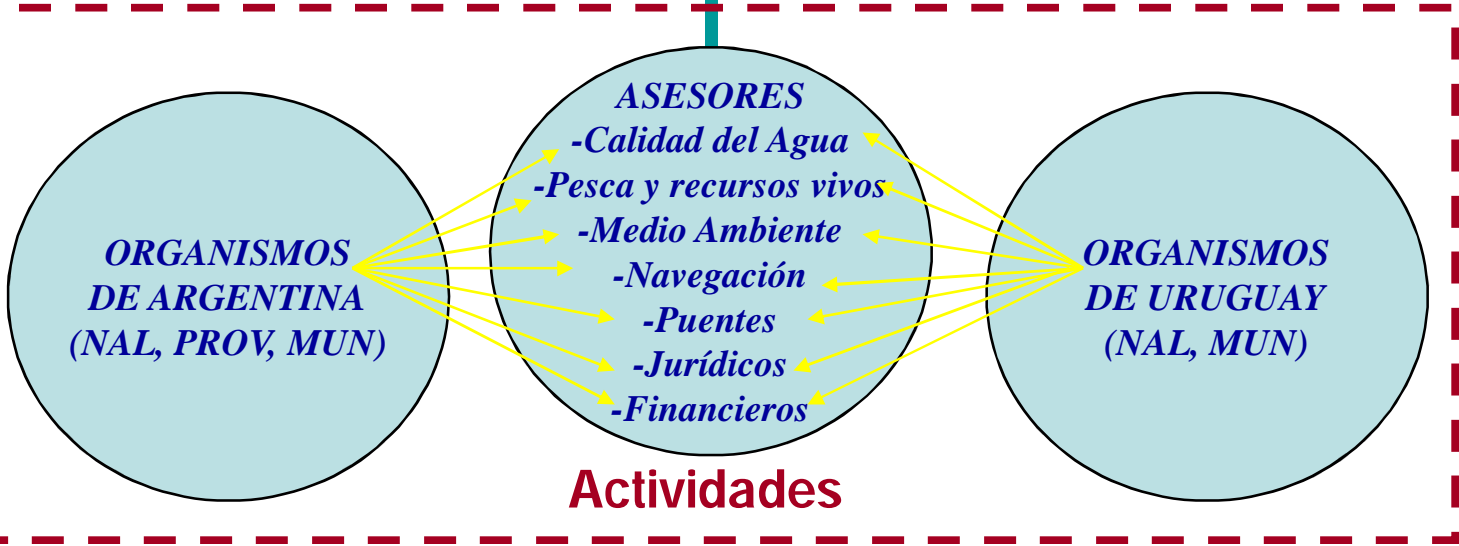 ASESORES
-Calidad del Agua
-Pesca y recursos vivos
-Medio Ambiente
-Navegación
-Puentes
-Jurídicos
-Financieros
ORGANISMOS
DE ARGENTINA
(NAL, PROV, MUN)
ORGANISMOS
DE URUGUAY
(NAL, MUN)
Actividades